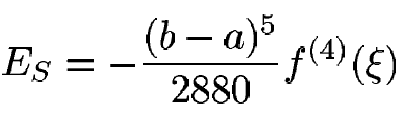 $E_S = -\frac{(b-a)^5}{2880} f^{(4)}(\xi)$